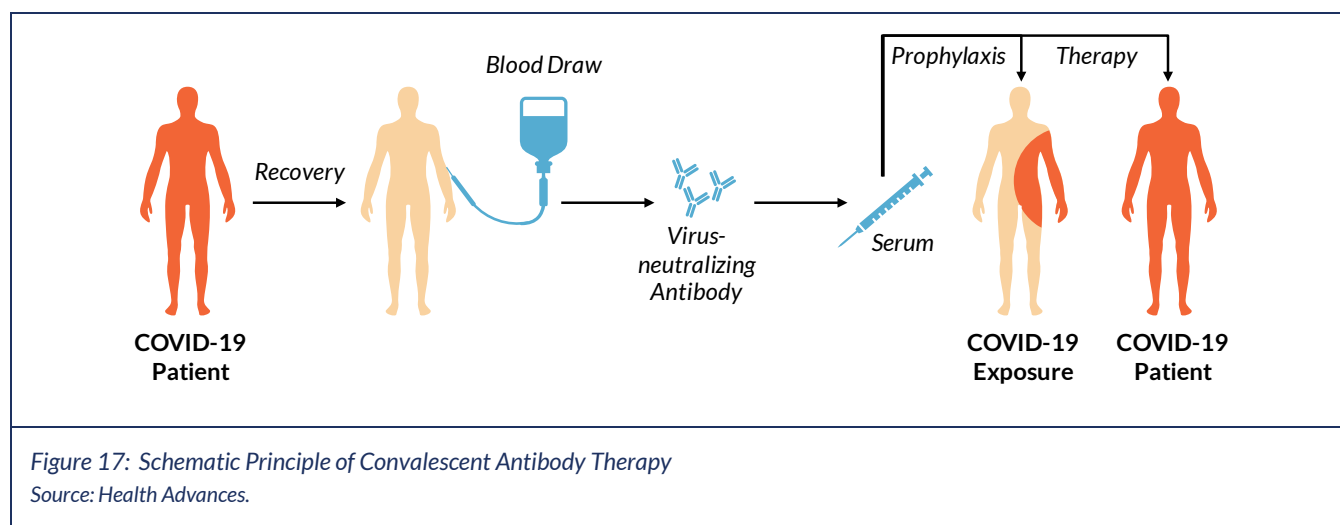 Blood Draw
Prophylaxis
Therapy
Recovery
Virus-
neutralizing
Antibody
Serum
COVID-19
Patient
COVID-19
Exposure
COVID-19
Patient
Figure 17: Schematic Principle of Convalescent Antibody Therapy
Source: Health Advances.